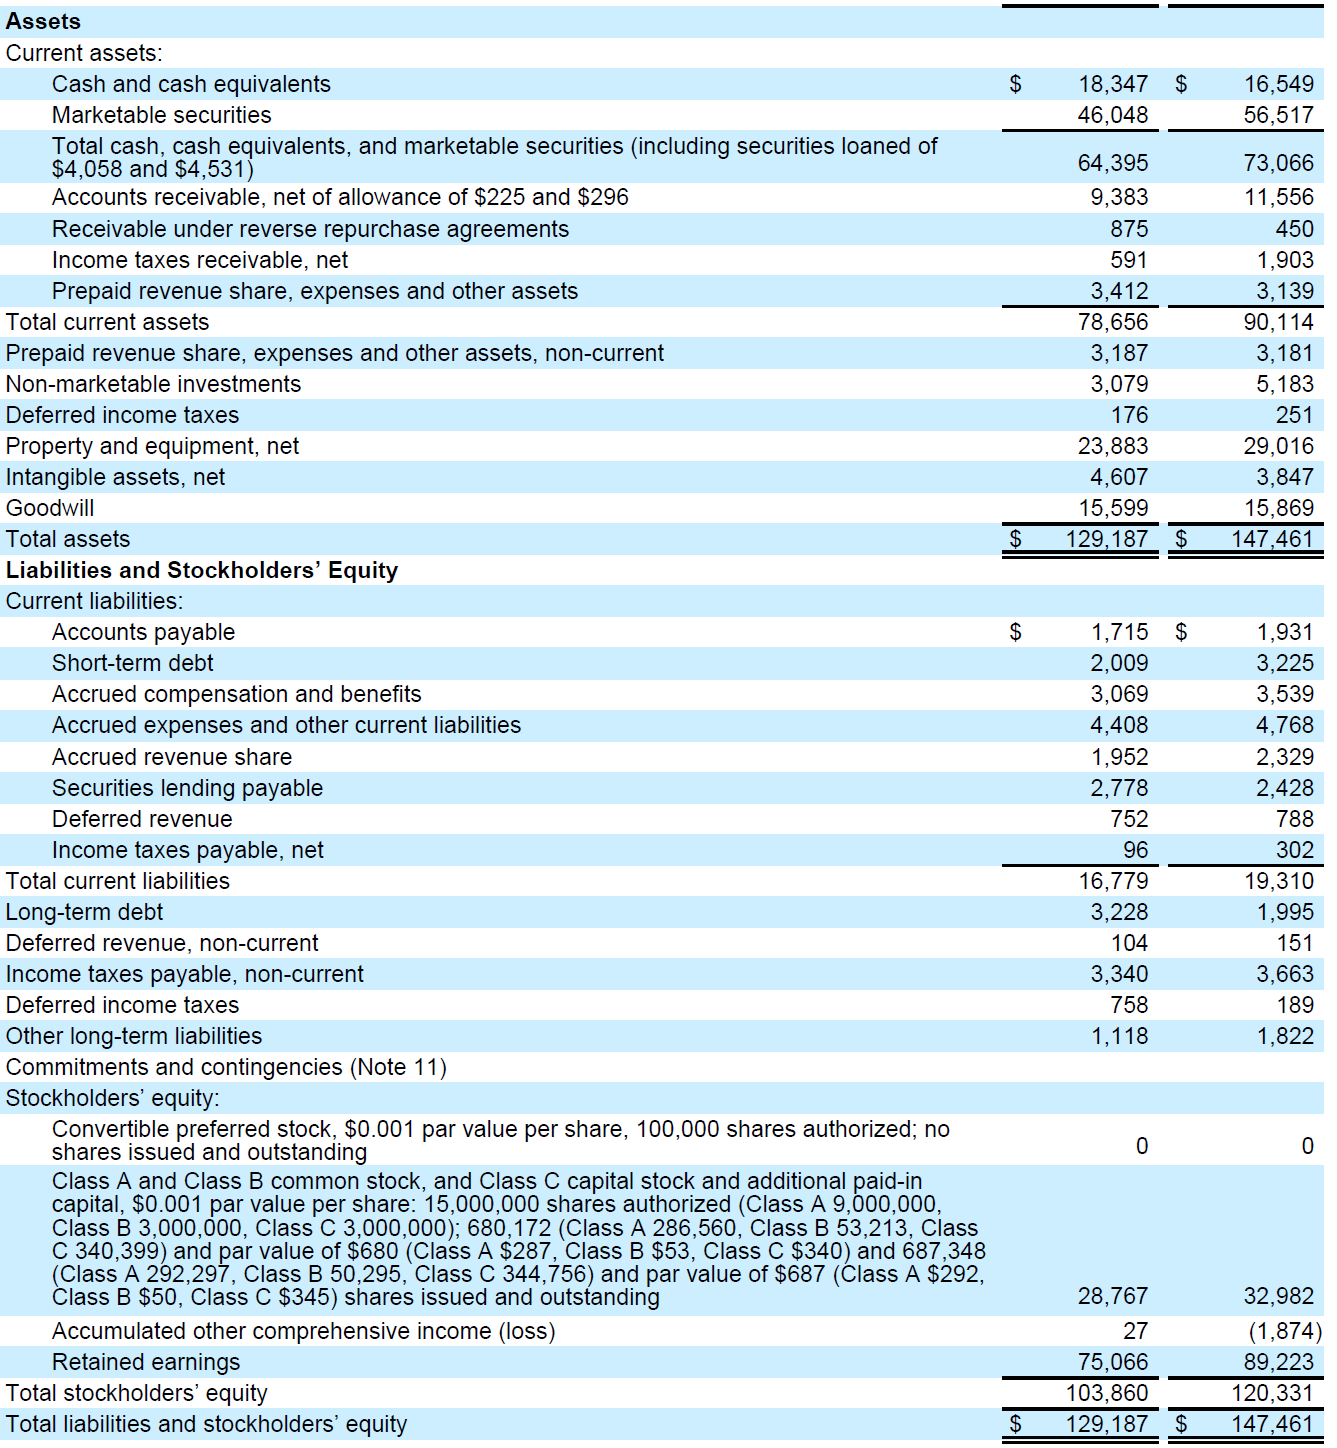 Assets
Current assets:
Cash and cash equivalents $ 18,347 $ 16,549
Marketable securities 46,048 56,517
Total cash, cash equivalents, and marketable securities (including securities loaned of
$4,058 and $4,531) 64,395 73,066
Accounts receivable, net of allowance of $225 and $296 9,383 11,556
Receivable under reverse repurchase agreements 875 450
Income taxes receivable, net 591 1,903
Prepaid revenue share, expenses and other assets 3,412 3,139
Total current assets 78,656 90,114
Prepaid revenue share, expenses and other assets, non-current 3,187 3,181
Non-marketable investments 3,079 5,183
Deferred income taxes 176 251
Property and equipment, net 23,883 29,016
Intangible assets, net 4,607 3,847
Goodwill 15,599 15,869
Total assets $ 129,187 $ 147,461
Liabilities and Stockholders’ Equity
Current liabilities:
Accounts payable $ 1,715 $ 1,931
Short-term debt 2,009 3,225
Accrued compensation and benefits 3,069 3,539
Accrued expenses and other current liabilities 4,408 4,768
Accrued revenue share 1,952 2,329
Securities lending payable 2,778 2,428
Deferred revenue 752 788
Income taxes payable, net 96 302
Total current liabilities 16,779 19,310
Long-term debt 3,228 1,995
Deferred revenue, non-current 104 151
Income taxes payable, non-current 3,340 3,663
Deferred income taxes 758 189
Other long-term liabilities 1,118 1,822
Commitments and contingencies (Note 11)
Stockholders’ equity:
Convertible preferred stock, $0.001 par value per share, 100,000 shares authorized; no
shares issued and outstanding 0 0
Class A and Class B common stock, and Class C capital stock and additional paid-in
capital, $0.001 par value per share: 15,000,000 shares authorized (Class A 9,000,000,
Class B 3,000,000, Class C 3,000,000); 680,172 (Class A 286,560, Class B 53,213, Class
C 340,399) and par value of $680 (Class A $287, Class B $53, Class C $340) and 687,348
(Class A 292,297, Class B 50,295, Class C 344,756) and par value of $687 (Class A $292,
Class B $50, Class C $345) shares issued and outstanding 28,767 32,982
Accumulated other comprehensive income (loss) 27 (1,874)
Retained earnings 75,066 89,223
Total stockholders’ equity 103,860 120,331
Total liabilities and stockholders’ equity $ 129,187 $ 147,461